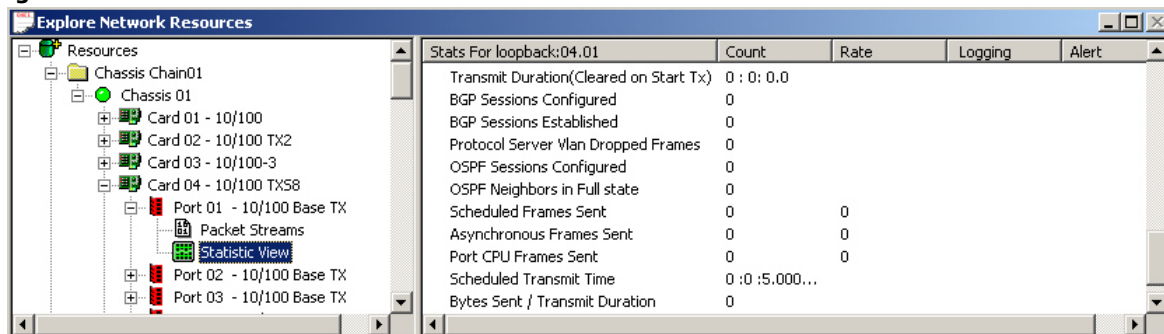 Explore Network Resources
Resources
Chassis Chain01
Chassis 01
Card 01 - 10/100
Card 02 - 10/100 TX2
Card 03 - 10/100-3
Card 04 - 10/100 TXS8
Port 01 - 10/100 Base TX
Packet Streams
Statistic View
Port 02 - 10/100 Base TX
Port 03 - 10/100 Base TX
Stats For loopback:04.01 Count Rate Logging Alert
Transmit Duration(Cleared on Start Tx) 0 : 0: 0.0
BGP Sessions Configured 0
BGP Sessions Established 0
Protocol Server Vlan Dropped Frames 0
OSPF Sessions Configured 0
OSPF Neighbors in Full state 0
Scheduled Frames Sent 0 0
Asynchronous Frames Sent 0 0
Port CPU Frames Sent 0 0
Scheduled Transmit Time 0 :0 :5.000...
Bytes Sent / Transmit Duration 0